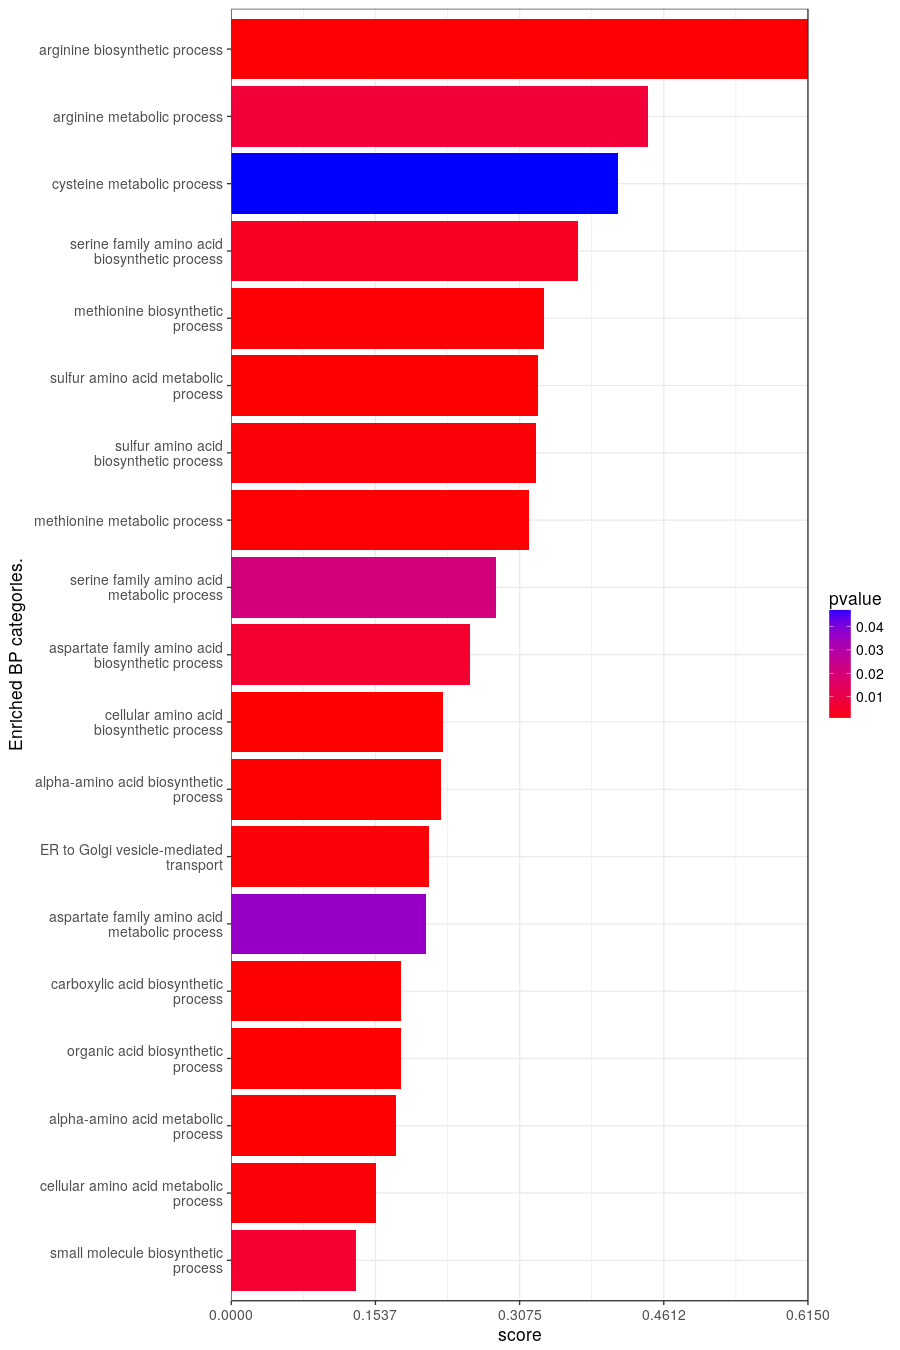 arginine biosynthetic process
arginine metabolic process
cysteine metabolic process
serine family amino acid
biosynthetic process
methionine biosynthetic
process
sulfur amino acid metabolic
process
sulfur amino acid
biosynthetic process
methionine metabolic process
serine family amino acid
metabolic process
aspartate family amino acid
biosynthetic process
cellular amino acid
biosynthetic process
alpha-amino acid biosynthetic
process
ER to Golgi vesicle-mediated
transport
aspartate family amino acid
metabolic process
carboxylic acid biosynthetic
process
organic acid biosynthetic
process
alpha-amino acid metabolic
process
cellular amino acid metabolic
process
small molecule biosynthetic
process
Enriched BP categories.
0.0000 0.1537 0.3075 0.4612 0.6150
score
pvalue
0.04
0.03
0.02
0.01